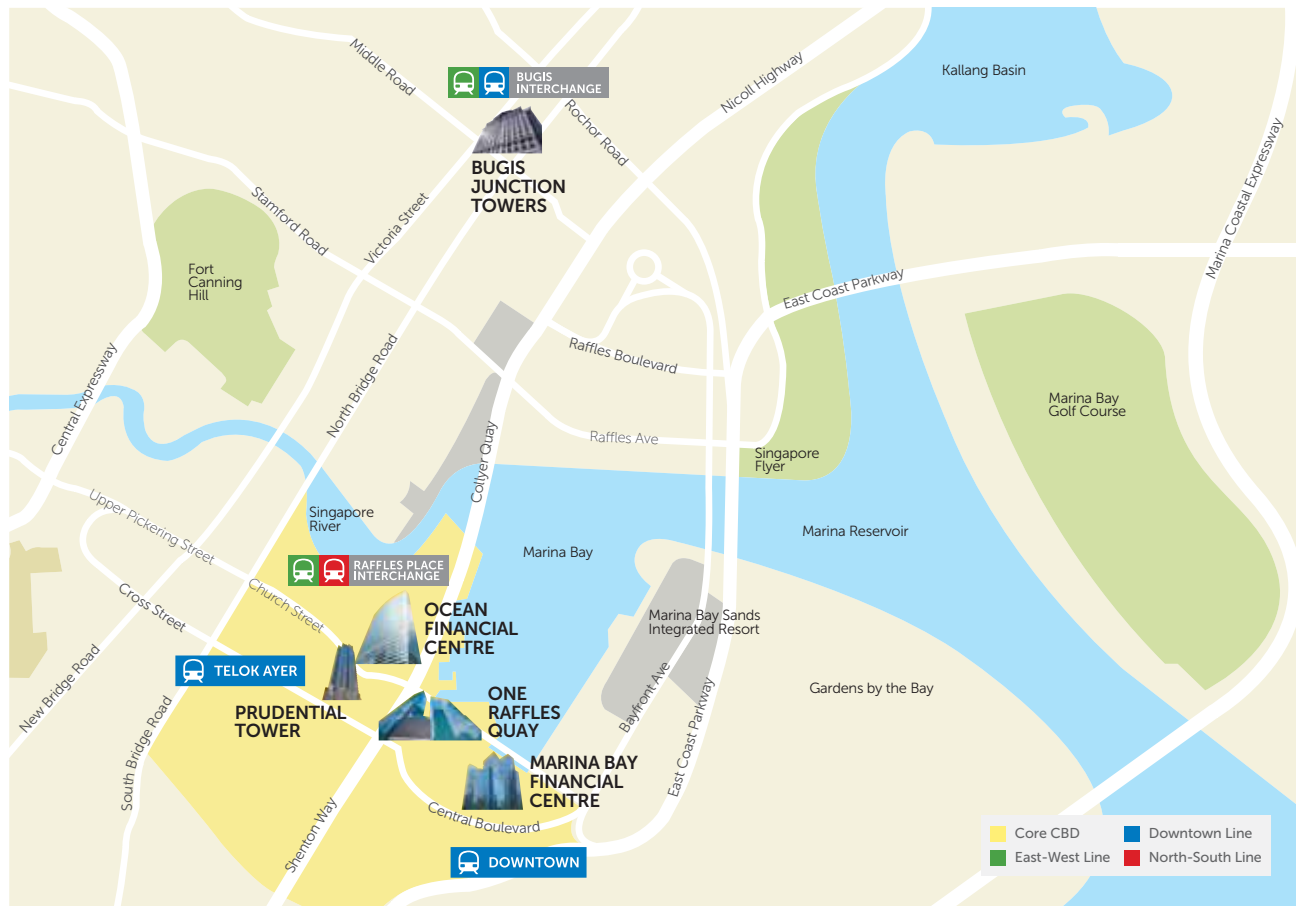 Middle Road
BUGIS
INTERCHANGE
Rochor Road
Nicoll Highway
Kallang Basin
BUGIS
JUNCTION
TOWERS
Stamford Road
Victoria Street
Marina Coastal Expressway
Fort
Canning
Hill
East Coast Parkway
Raffles Boulevard
North Bridge Road
Central Expressway
Marina Bay
Golf Course
Raffles Ave
Singapore
Flyer
Collyer Quay
Upper Pickering Street
Singapore
River
Marina Bay
Marina Reservoir
RAFFLES PLACE
INTERCHANGE
Church Street
Cross Street
OCEAN
FINANCIAL
CENTRE
Marina Bay Sands
Integrated Resort
New Bridge Road
TELOK AYER
Bayfront Ave
Gardens by the Bay
PRUDENTIAL
TOWER
ONE
RAFFLES
QUAY
South Bridge Road
East Coast Parkway
MARINA BAY
FINANCIAL
CENTRE
Shenton Way
Central Boulevard
DOWNTOWN
Core CBD
Downtown Line
East-West Line
North-South Line